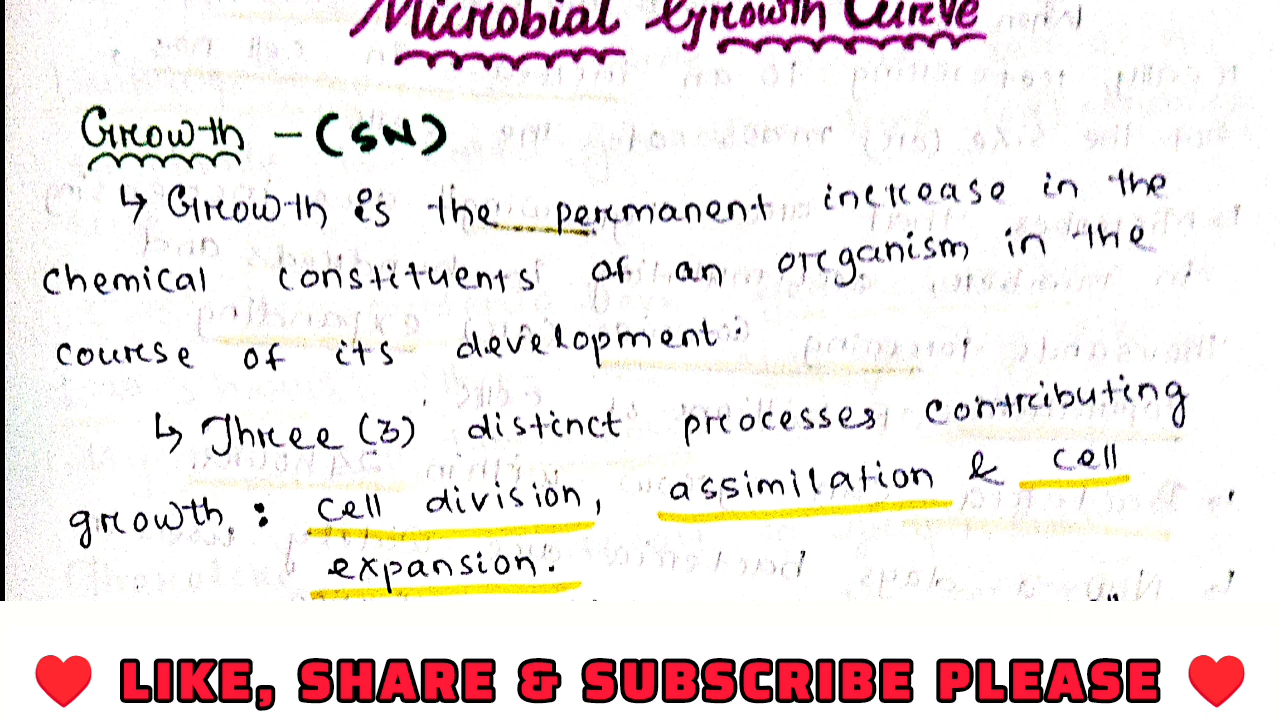 Microbial Growth Curve
Growth - (SN)
↳ Growth is the permanent increase in the
chemical constituents of an organism in the
course of its development.
↳ Three (3) distinct processes contributing
growth : cell division, assimilation & cell
expansion.
♥ LIKE, SHARE & SUBSCRIBE PLEASE ♥